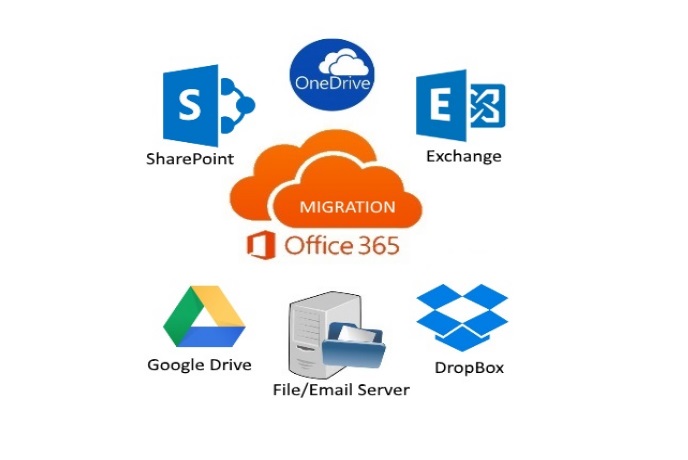 OneDrive
S
E
SharePoint
Exchange
MIGRATION
Office 365
Google Drive
DropBox
File/Email Server